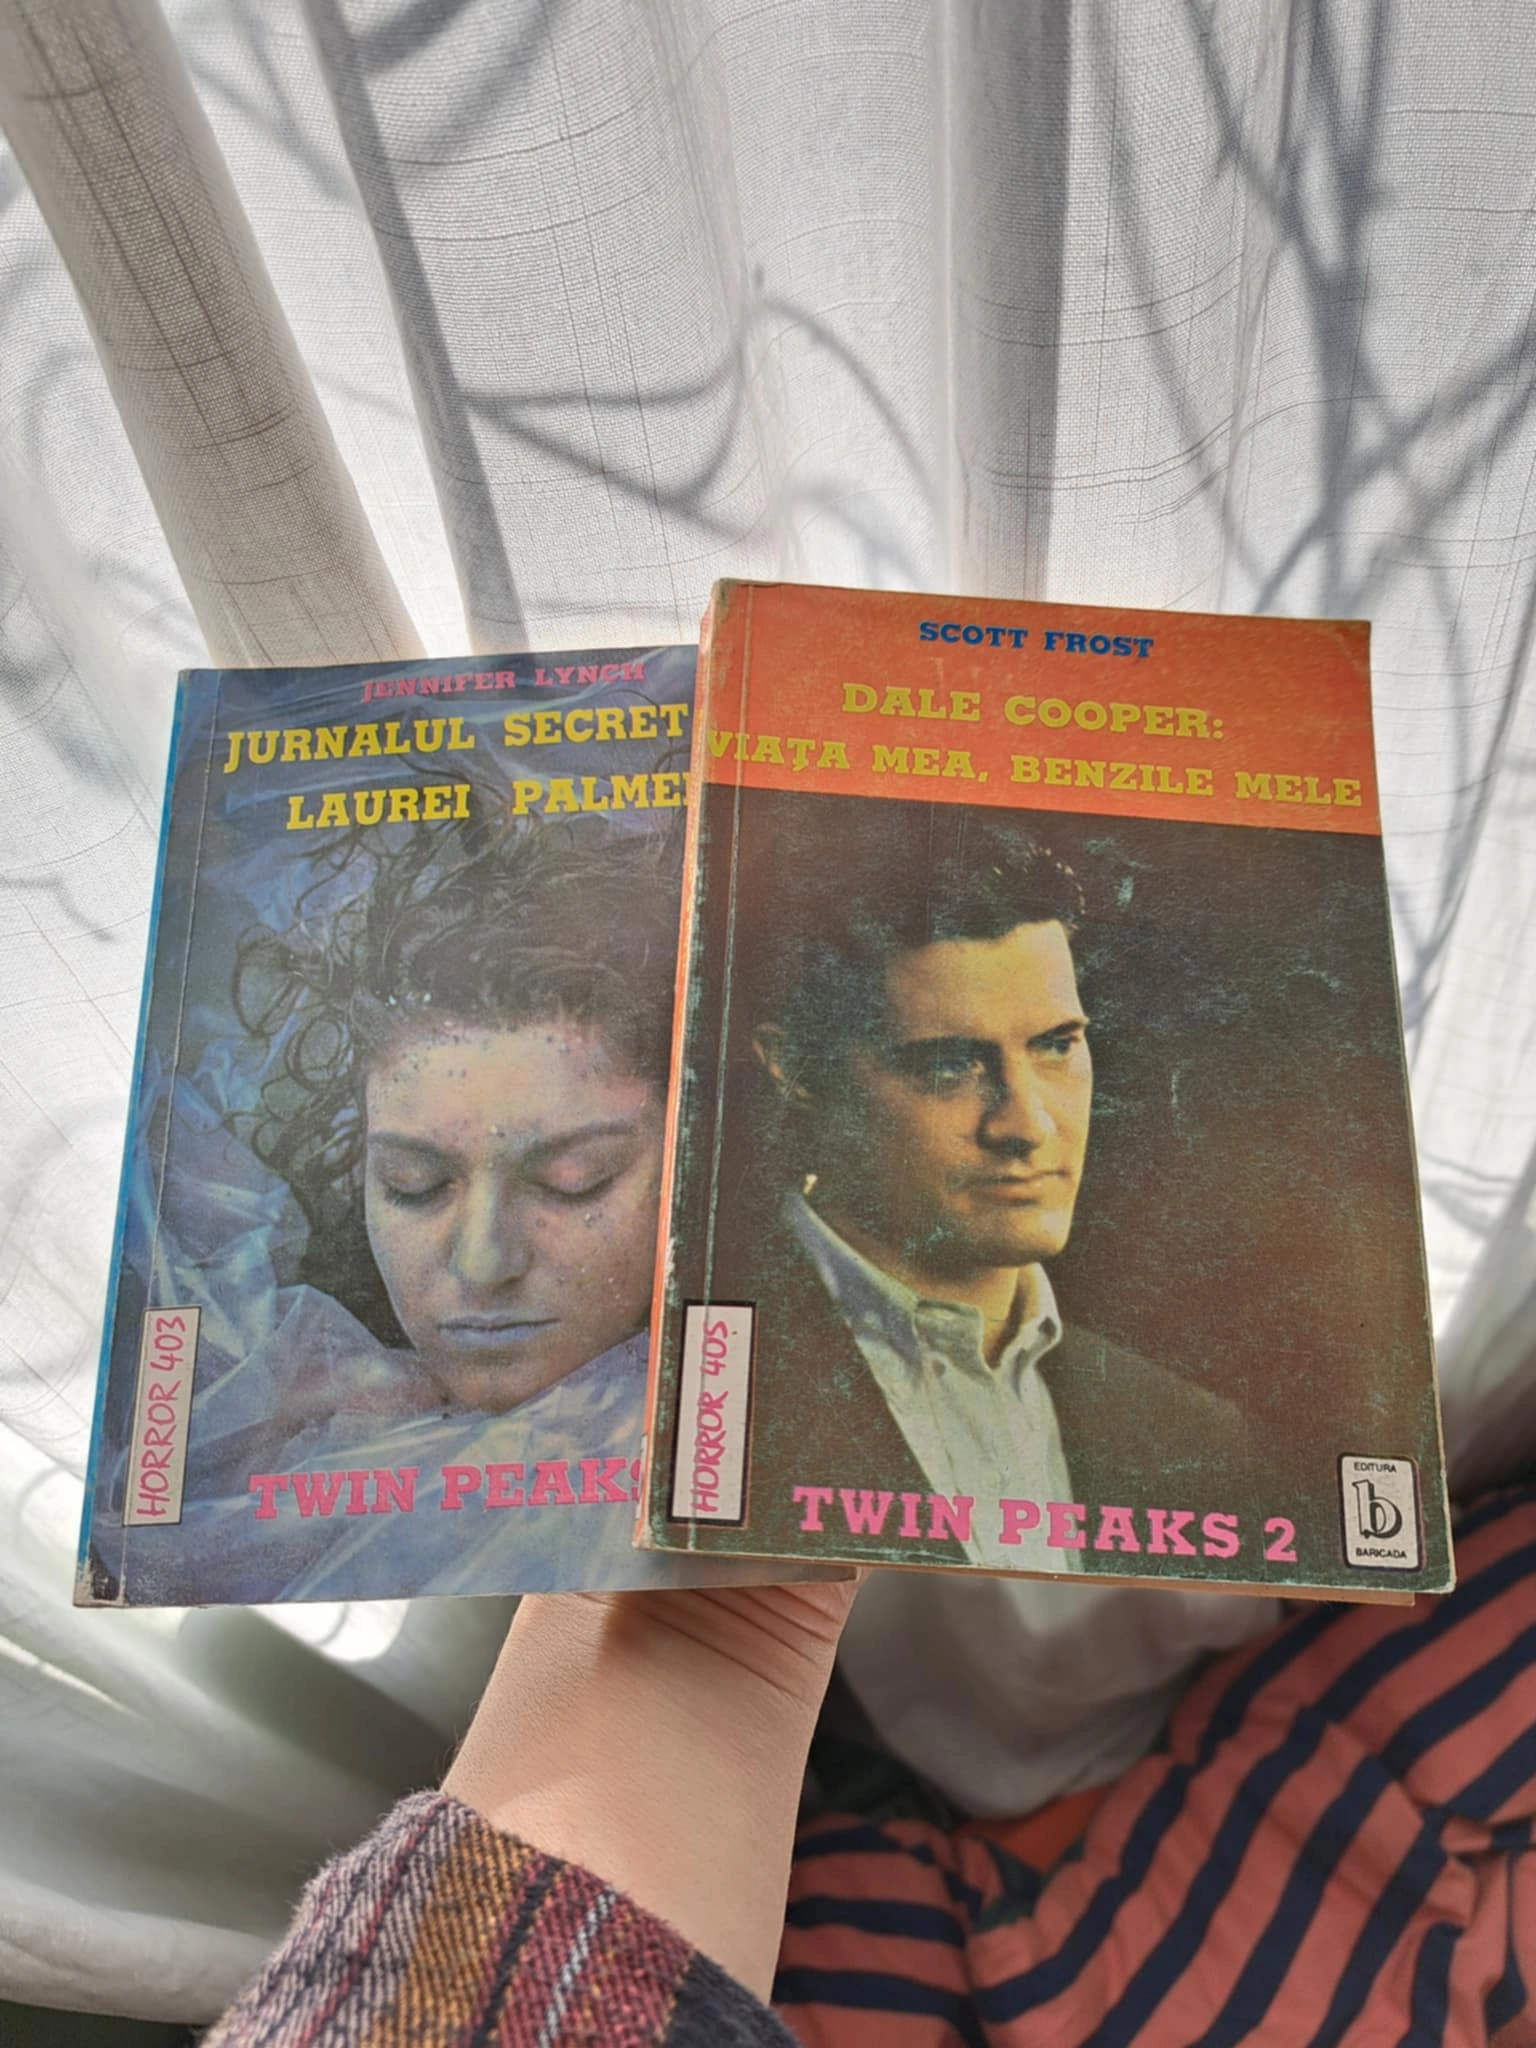 JENNIFER LYNCH
JURNALUL SECRET
LAUREI PALME
HORROR 403
TWIN PEAKS
SCOTT FROST
DALE COOPER:
VIAȚA MEA, BENZILE MELE
HORROR 405
TWIN PEAKS 2
EDITURA
b
BARICADA